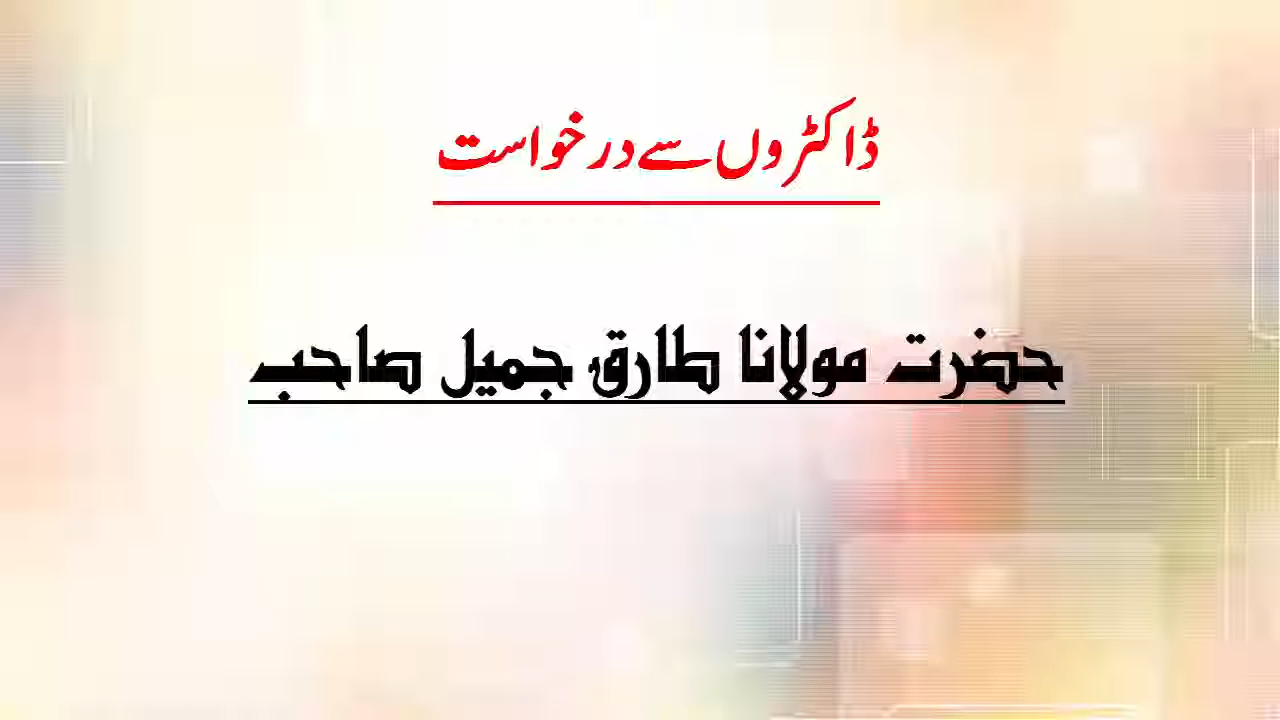 ڈاکٹروں سے درخواست
حضرت مولانا طارق جمیل صاحب